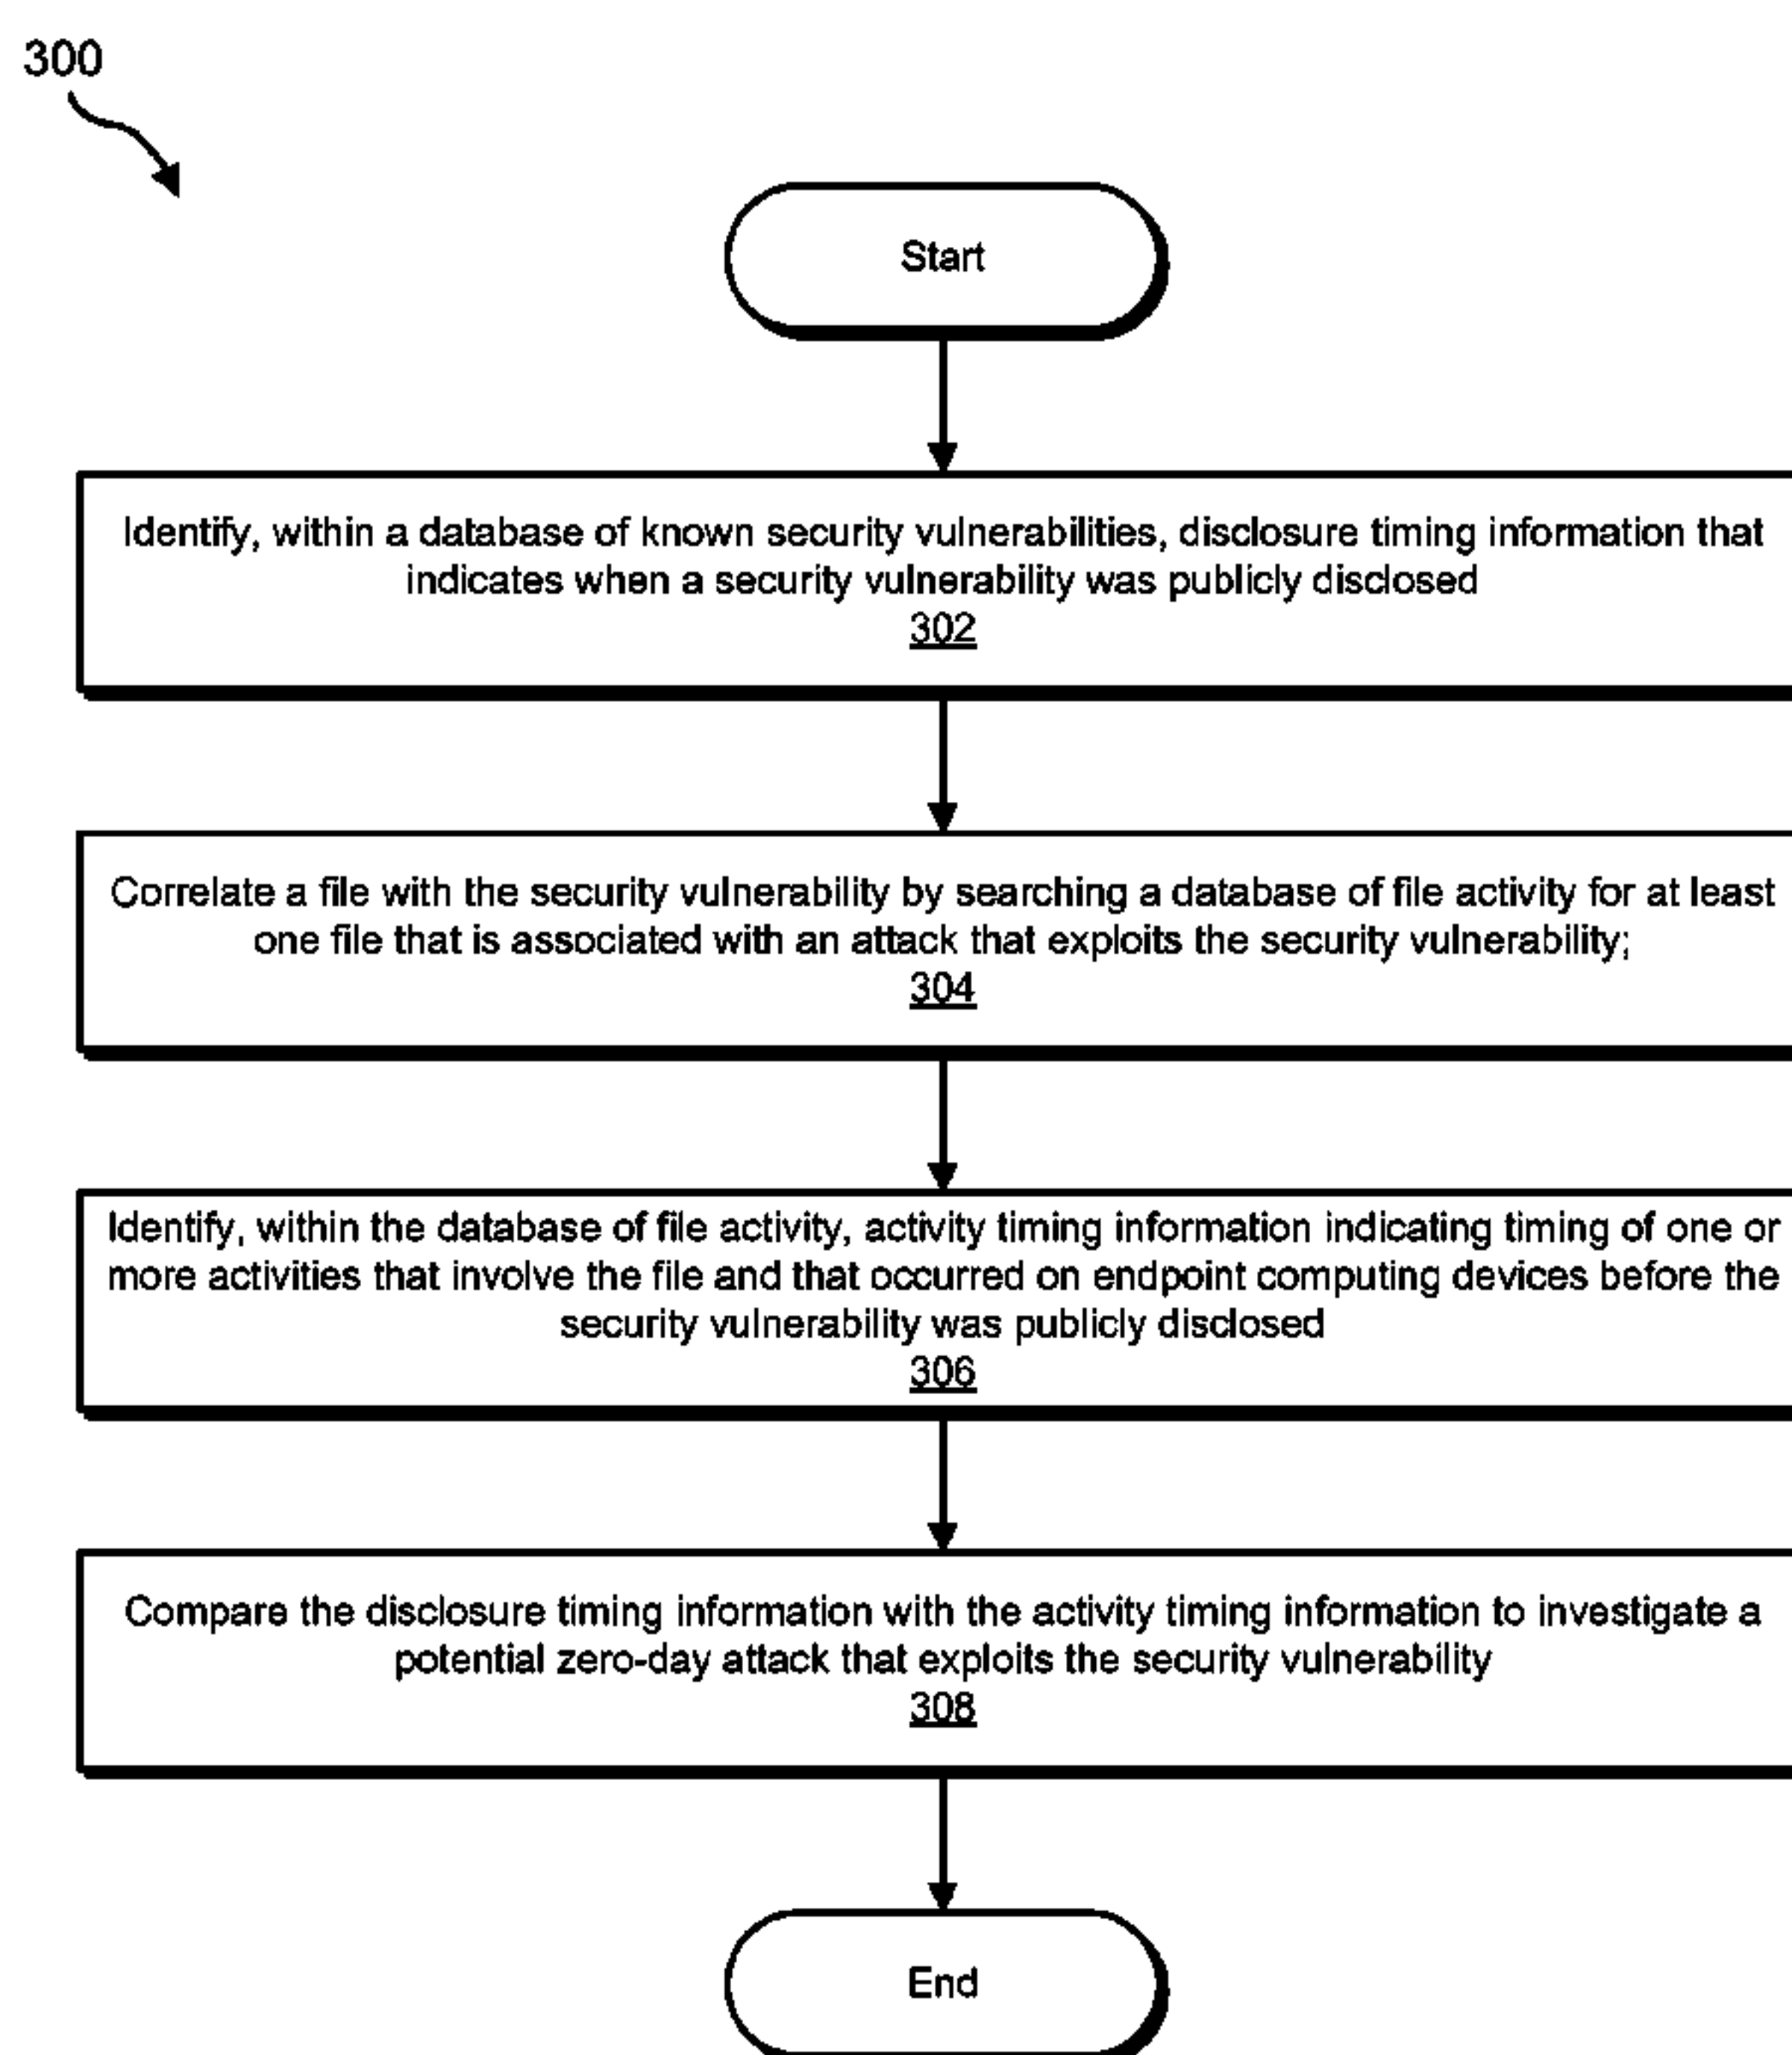 300
Start
Identify, within a database of known security vulnerabilities, disclosure timing information that
indicates when a security vulnerability was publicly disclosed
302
Correlate a file with the security vulnerability by searching a database of file activity for at least
one file that is associated with an attack that exploits the security vulnerability;
304
Identify, within the database of file activity, activity timing information indicating timing of one or
more activities that involve the file and that occurred on endpoint computing devices before the
security vulnerability was publicly disclosed
306
Compare the disclosure timing information with the activity timing information to investigate a
potential zero-day attack that exploits the security vulnerability
308
End